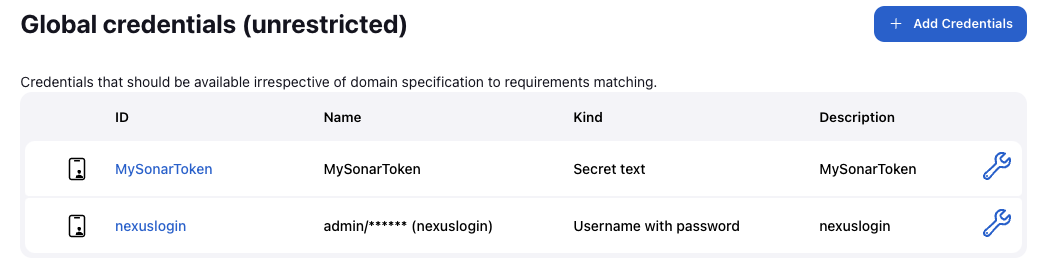 Global credentials (unrestricted)
+ Add Credentials
Credentials that should be available irrespective of domain specification to requirements matching.
ID Name Kind Description
MySonarToken MySonarToken Secret text MySonarToken
nexuslogin admin/****** (nexuslogin) Username with password nexuslogin